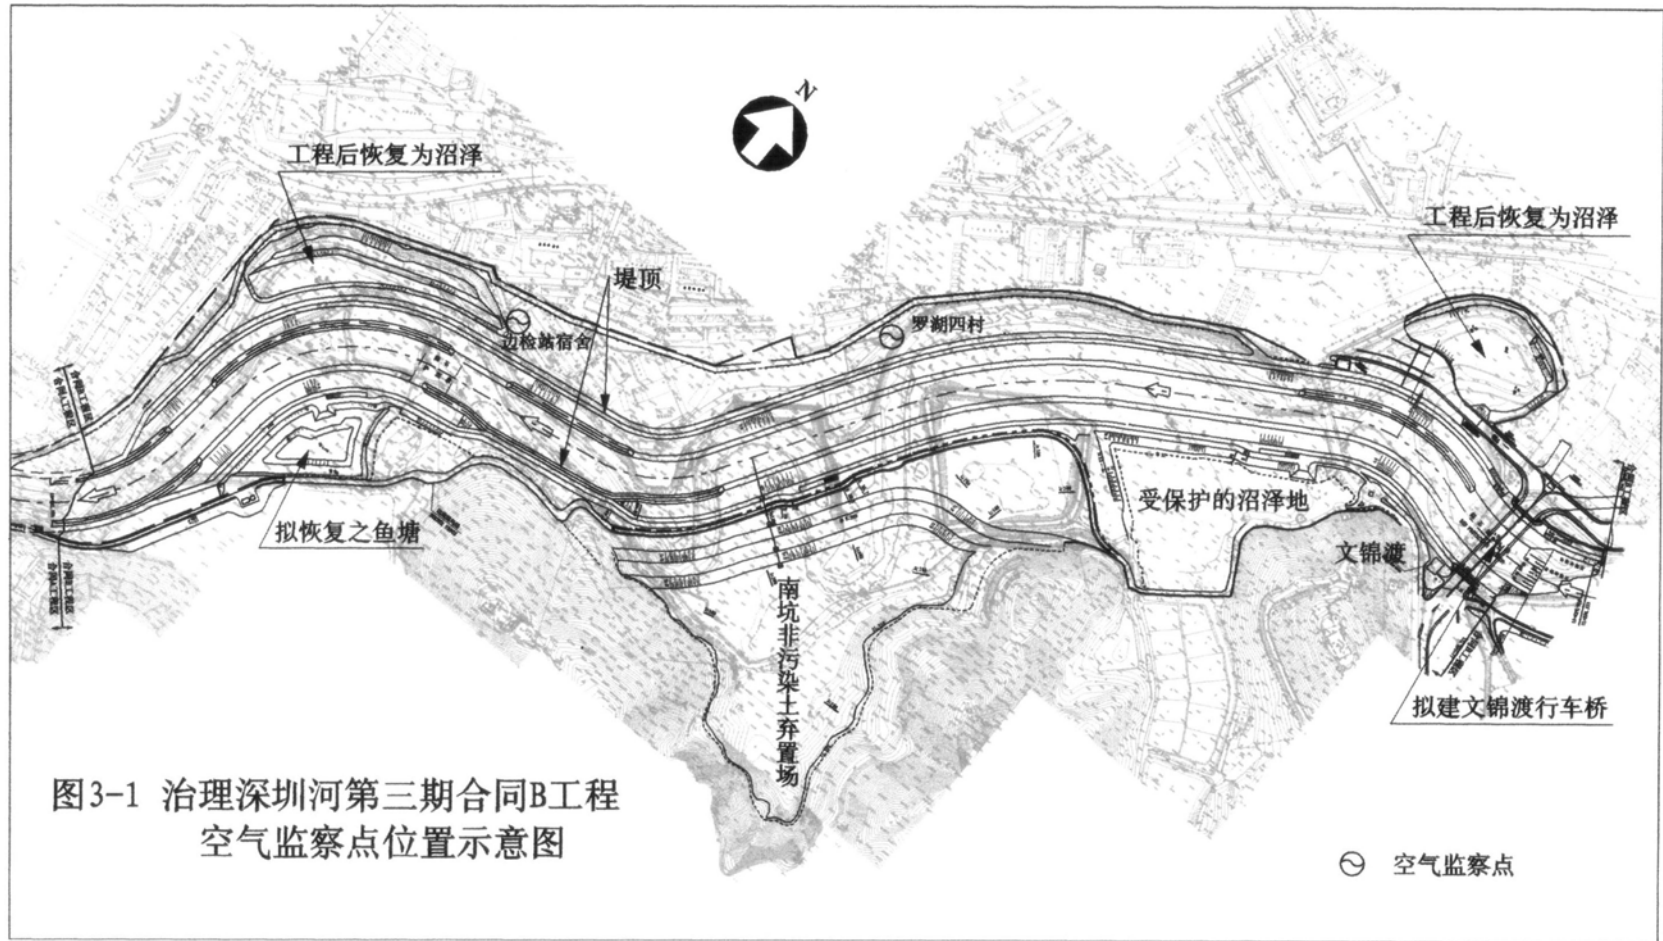 N
工程后恢复为沼泽
工程后恢复为沼泽
堤顶
边检站宿舍
罗湖四村
拟恢复之鱼塘
受保护的沼泽地
文锦渡
南坑非污染土弃置场
拟建文锦渡行车桥
图3-1 治理深圳河第三期合同B工程
空气监察点位置示意图
空气监察点